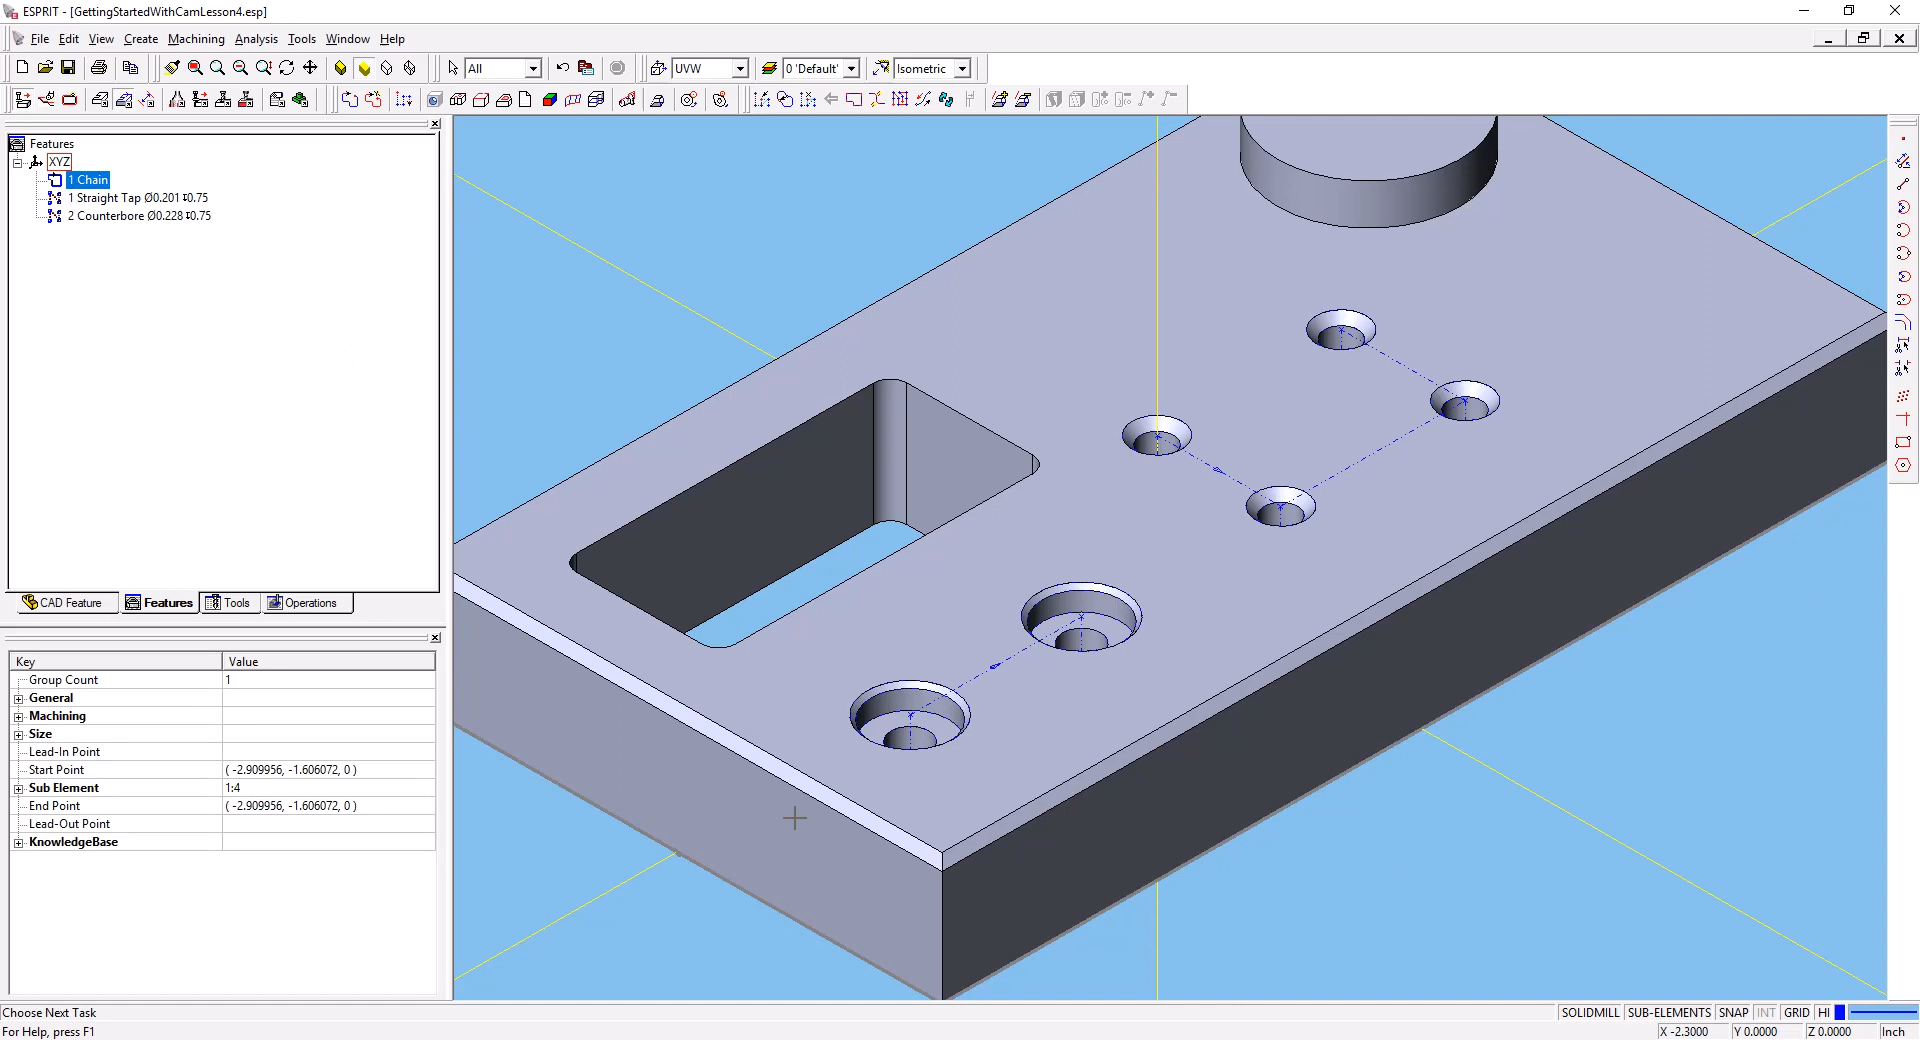 ESPRIT - [GettingStartedWithCamLesson4.esp]
File Edit View Create Machining Analysis Tools Window Help
All UVW 0 'Default' Isometric
Features
XYZ
1 Chain
1 Straight Tap Ø0.201 ↧0.75
2 Counterbore Ø0.228 ↧0.75
CAD Feature Features Tools Operations
Key Value
Group Count 1
General
Machining
Size
Lead-In Point
Start Point ( -2.909956, -1.606072, 0 )
Sub Element 1:4
End Point ( -2.909956, -1.606072, 0 )
Lead-Out Point
KnowledgeBase
Choose Next Task SOLIDMILL SUB-ELEMENTS SNAP INT GRID HI
For Help, press F1 X -2.3000 Y 0.0000 Z 0.0000 Inch